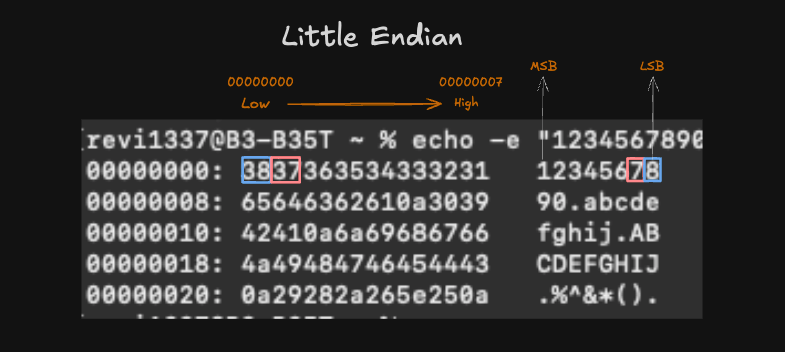 Little Endian
MSB LSB
00000000 00000007
Low High
revi1337@B3-B35T ~ % echo -e "1234567890
00000000: 3837363534333231 12345678
00000008: 65646362610a3039 90.abcde
00000010: 42410a6a69686766 fghij.AB
00000018: 4a49484746454443 CDEFGHIJ
00000020: 0a29282a265e250a .%^&*().